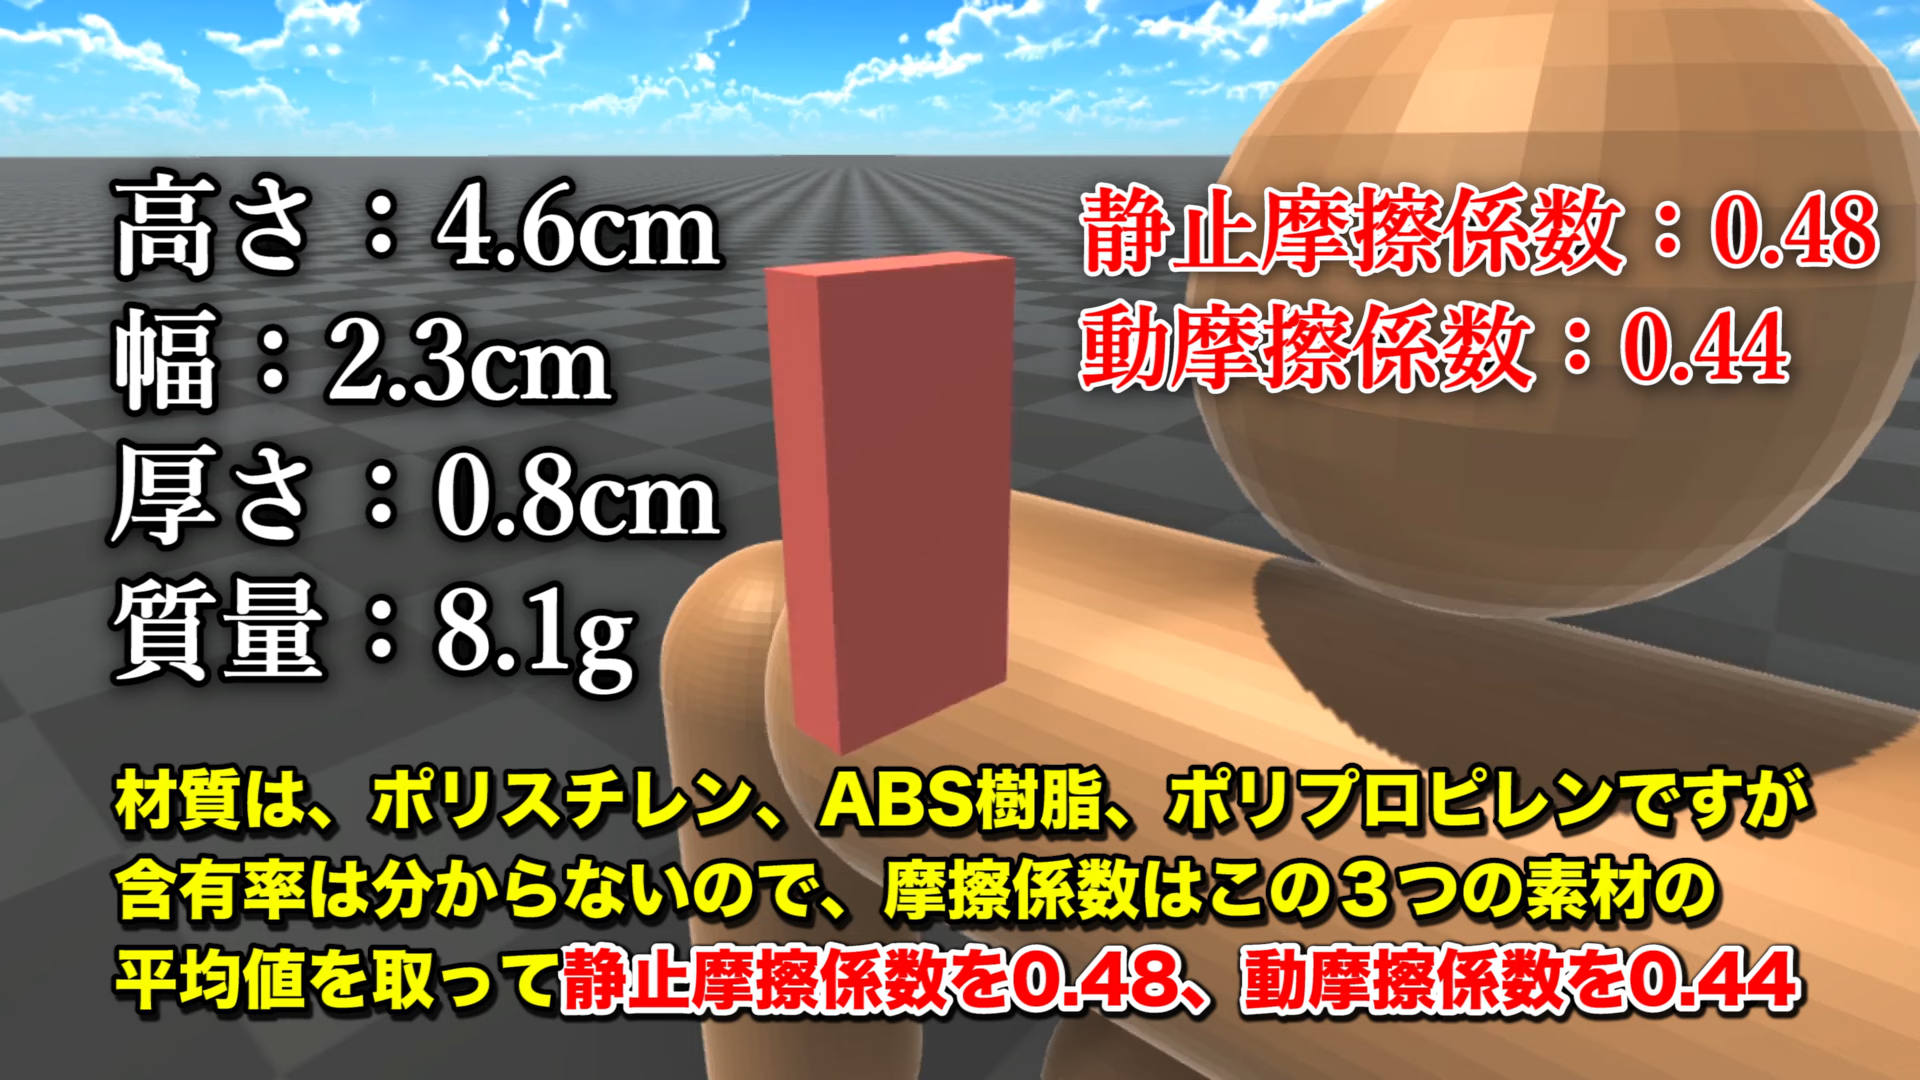 高さ：4.6cm
幅：2.3cm
厚さ：0.8cm
質量：8.1g
静止摩擦係数：0.48
動摩擦係数：0.44
材質は、ポリスチレン、ABS樹脂、ポリプロピレンですが
含有率は分からないので、摩擦係数はこの３つの素材の
平均値を取って静止摩擦係数を0.48、動摩擦係数を0.44